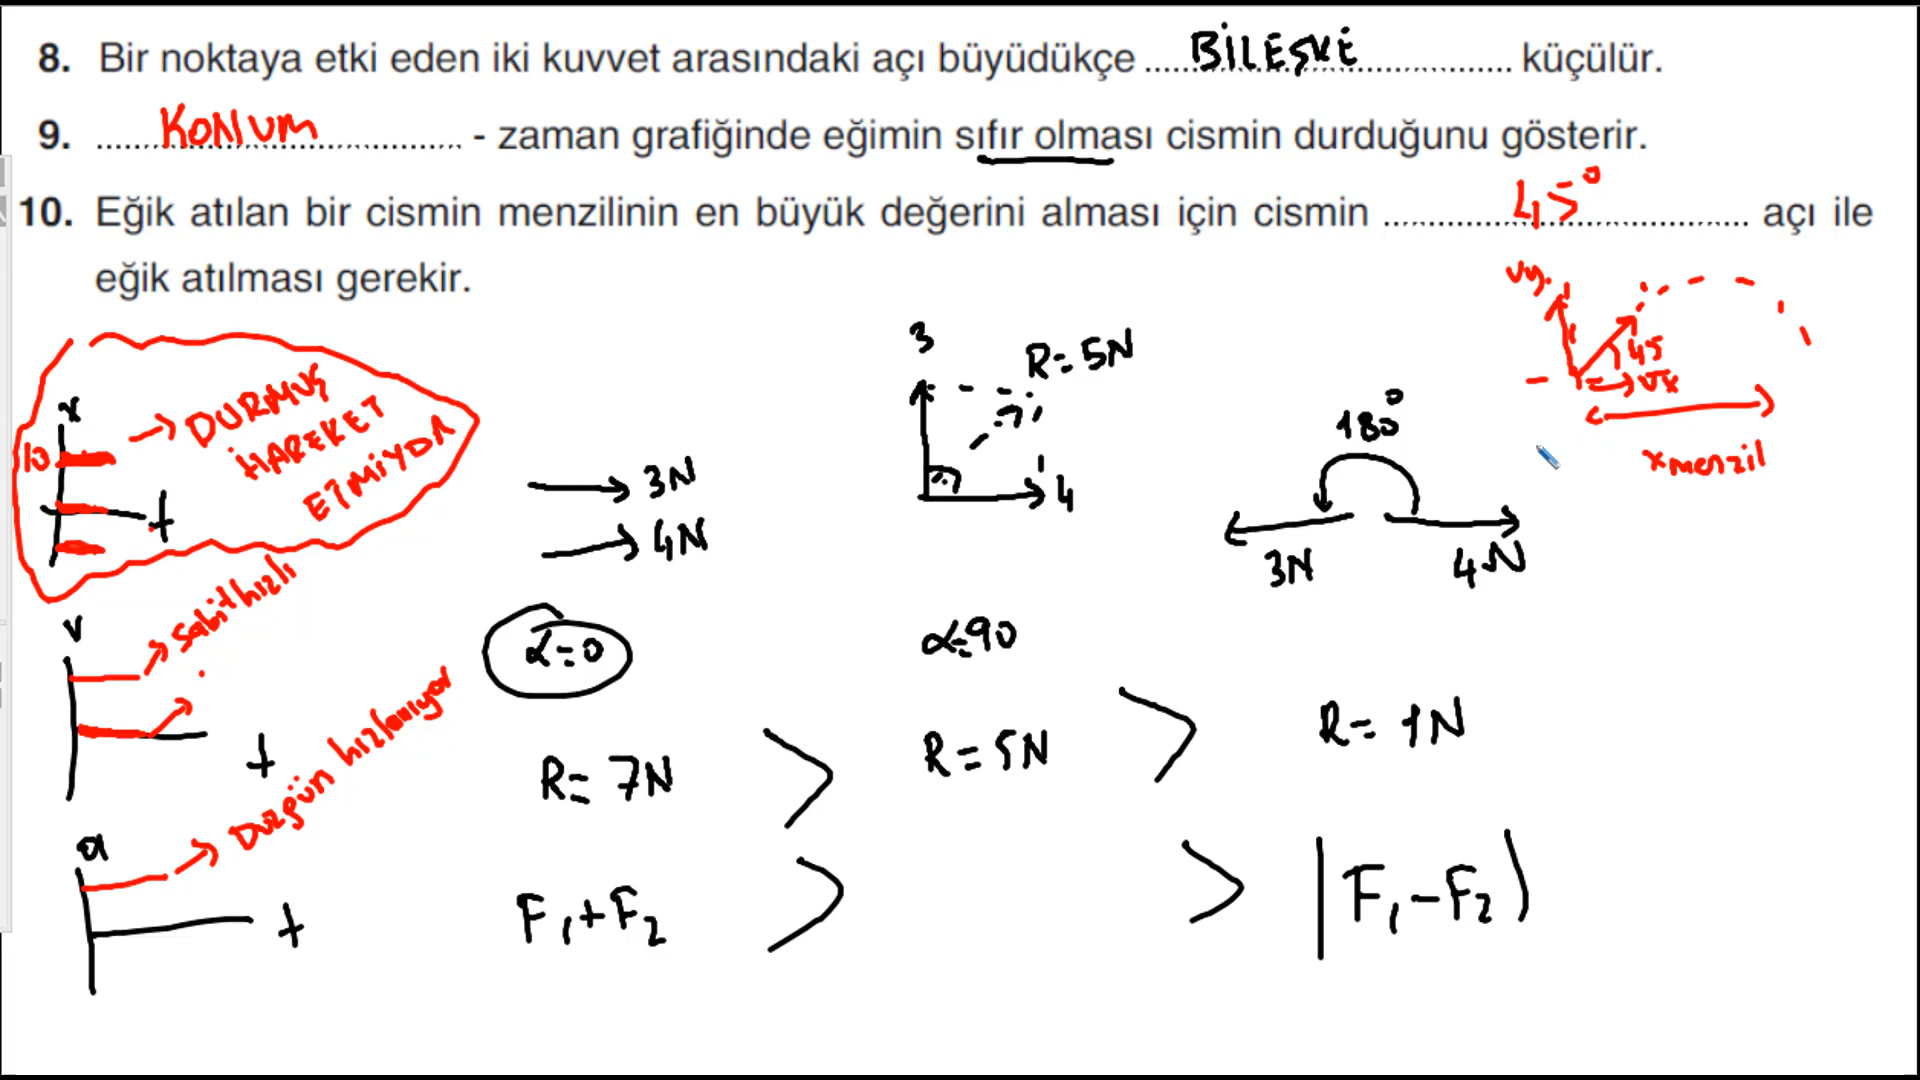 8. Bir noktaya etki eden iki kuvvet arasındaki açı büyüdükçe ....BİLEŞKE.... küçülür.
9. ....KONUM.... - zaman grafiğinde eğimin sıfır olması cismin durduğunu gösterir.
10. Eğik atılan bir cismin menzilinin en büyük değerini alması için cismin ....45°.... açı ile
eğik atılması gerekir.
x
10
t
→ DURMUŞ
HAREKET
ETMİYOR
v
→ sabit hızlı
t
a
→ Düzgün hızlanıyor
t
3N
4N
α=0
R= 7N
F₁+F₂
>
>
3
R=5N
4
α=90
R=5N
>
>
180°
3N
4N
R= 1N
|F₁-F₂|
vy
45
vx
xmenzil